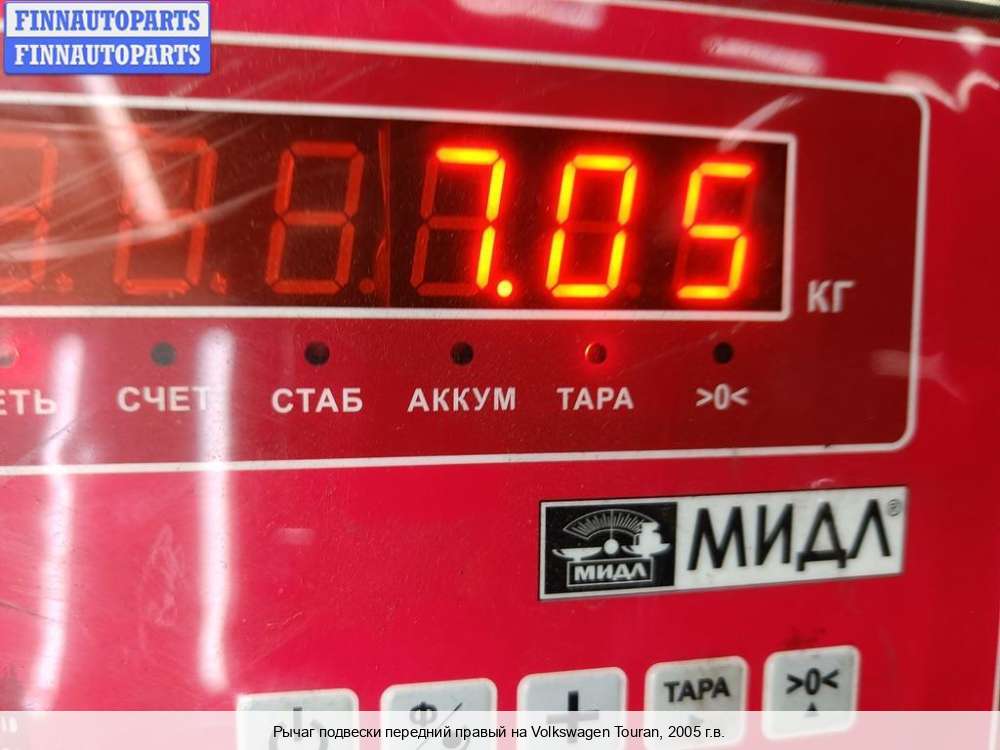 FINNAUTOPARTS
FINNAUTOPARTS
7.05
КГ
ЕТЬ СЧЕТ СТАБ АККУМ ТАРА >0<
МИДЛ МИДЛ®
Ф/ + ТАРА >0<
Рычаг подвески передний правый на Volkswagen Touran, 2005 г.в.